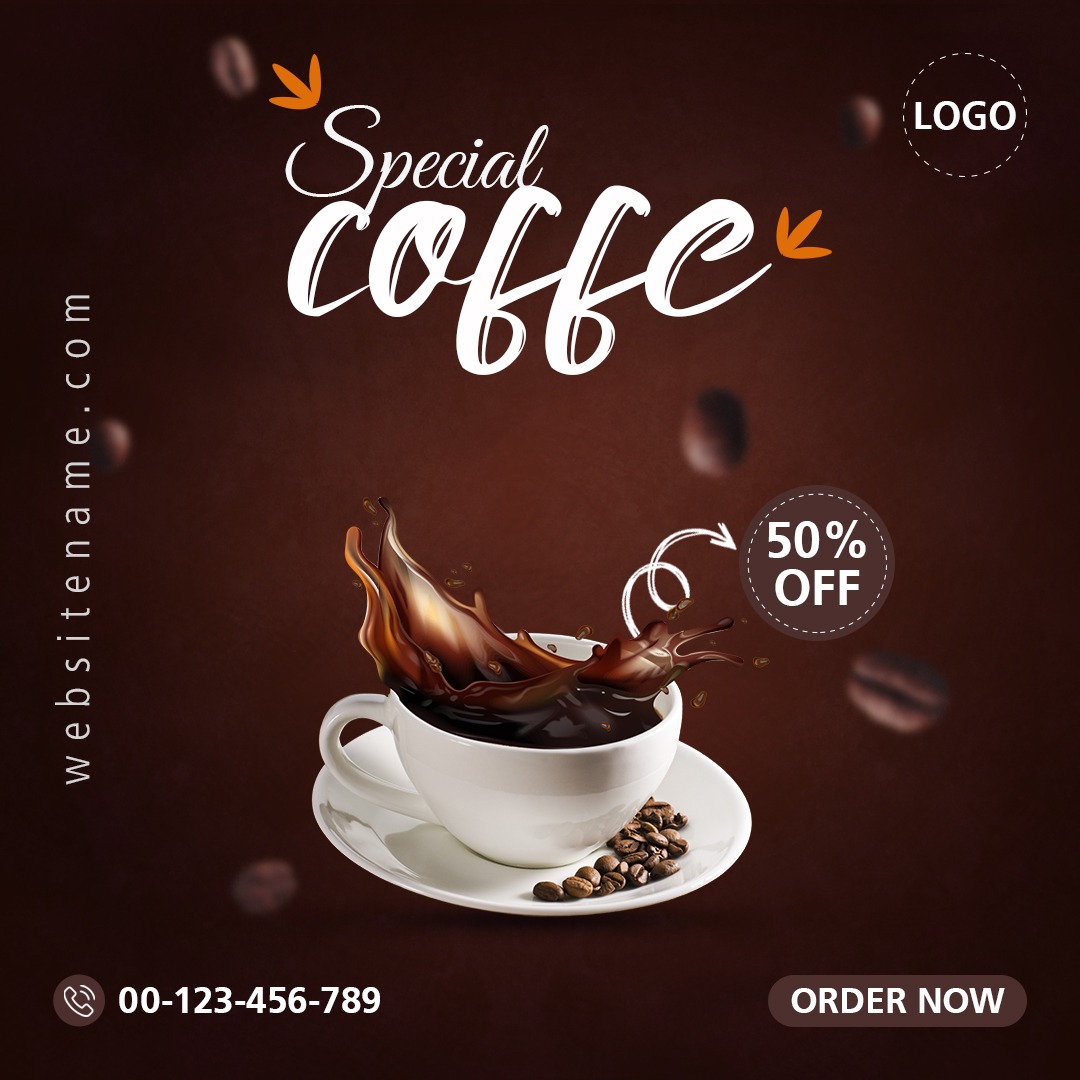 LOGO
Special
coffe
websitename.com
50%
OFF
00-123-456-789
ORDER NOW